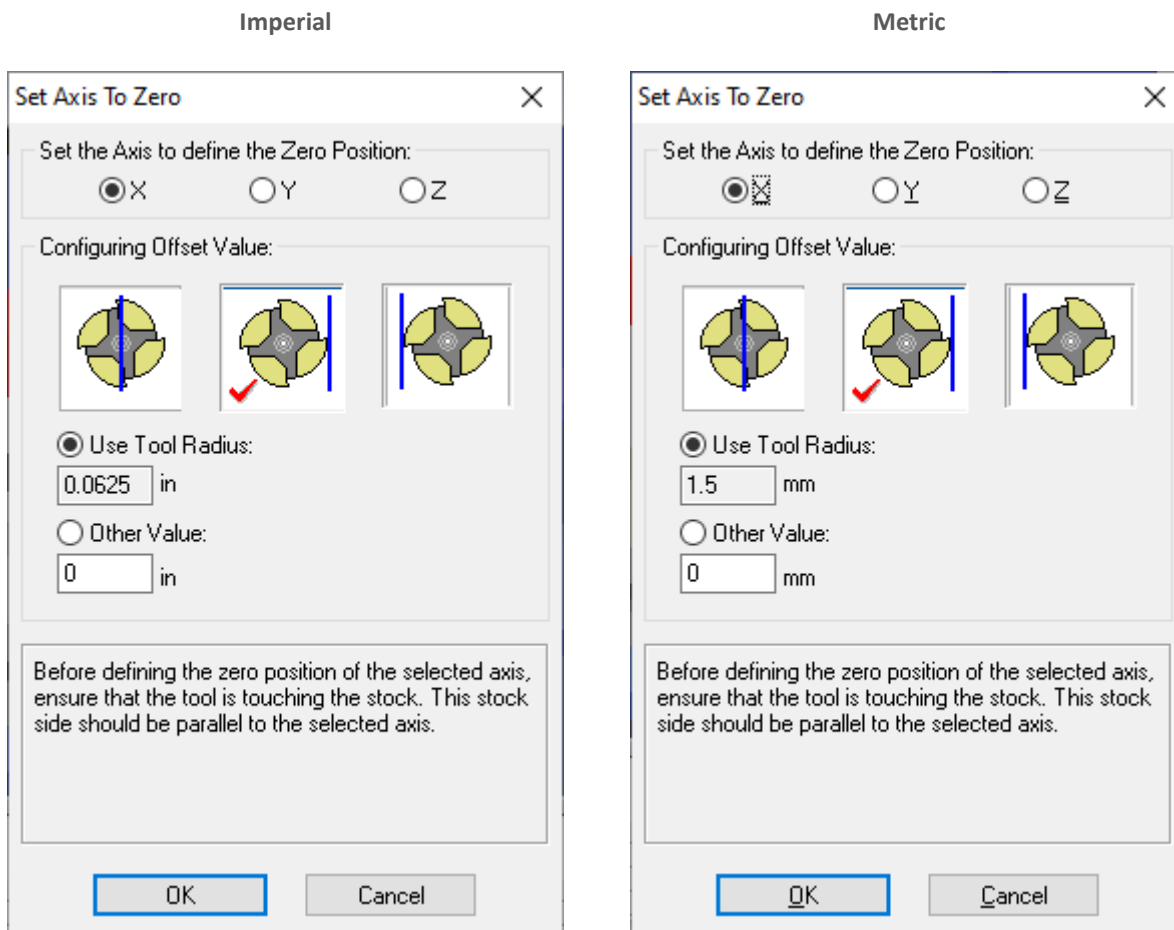 Imperial
Metric
Set Axis To Zero
Set the Axis to define the Zero Position:
X Y Z
Configuring Offset Value:
Use Tool Radius:
0.0625 in
Other Value:
0 in
Before defining the zero position of the selected axis,
ensure that the tool is touching the stock. This stock
side should be parallel to the selected axis.
OK Cancel
Set Axis To Zero
Set the Axis to define the Zero Position:
X Y Z
Configuring Offset Value:
Use Tool Radius:
1.5 mm
Other Value:
0 mm
Before defining the zero position of the selected axis,
ensure that the tool is touching the stock. This stock
side should be parallel to the selected axis.
OK Cancel